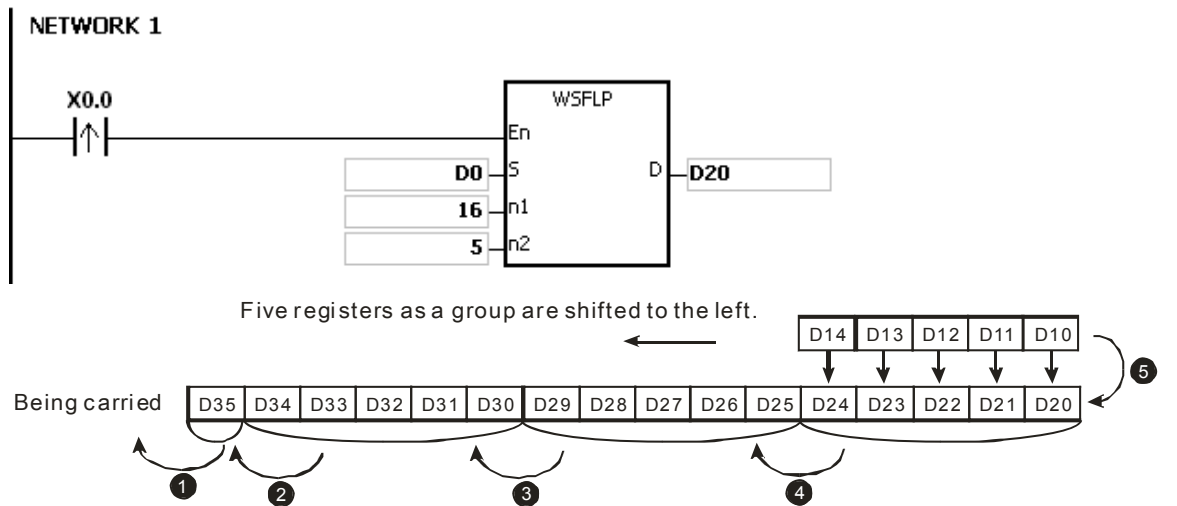 NETWORK 1
X0.0
WSFLP
En
D0 S D D20
16 n1
5 n2
Five registers as a group are shifted to the left.
D14 D13 D12 D11 D10
5
Being carried D35 D34 D33 D32 D31 D30 D29 D28 D27 D26 D25 D24 D23 D22 D21 D20
1 2 3 4